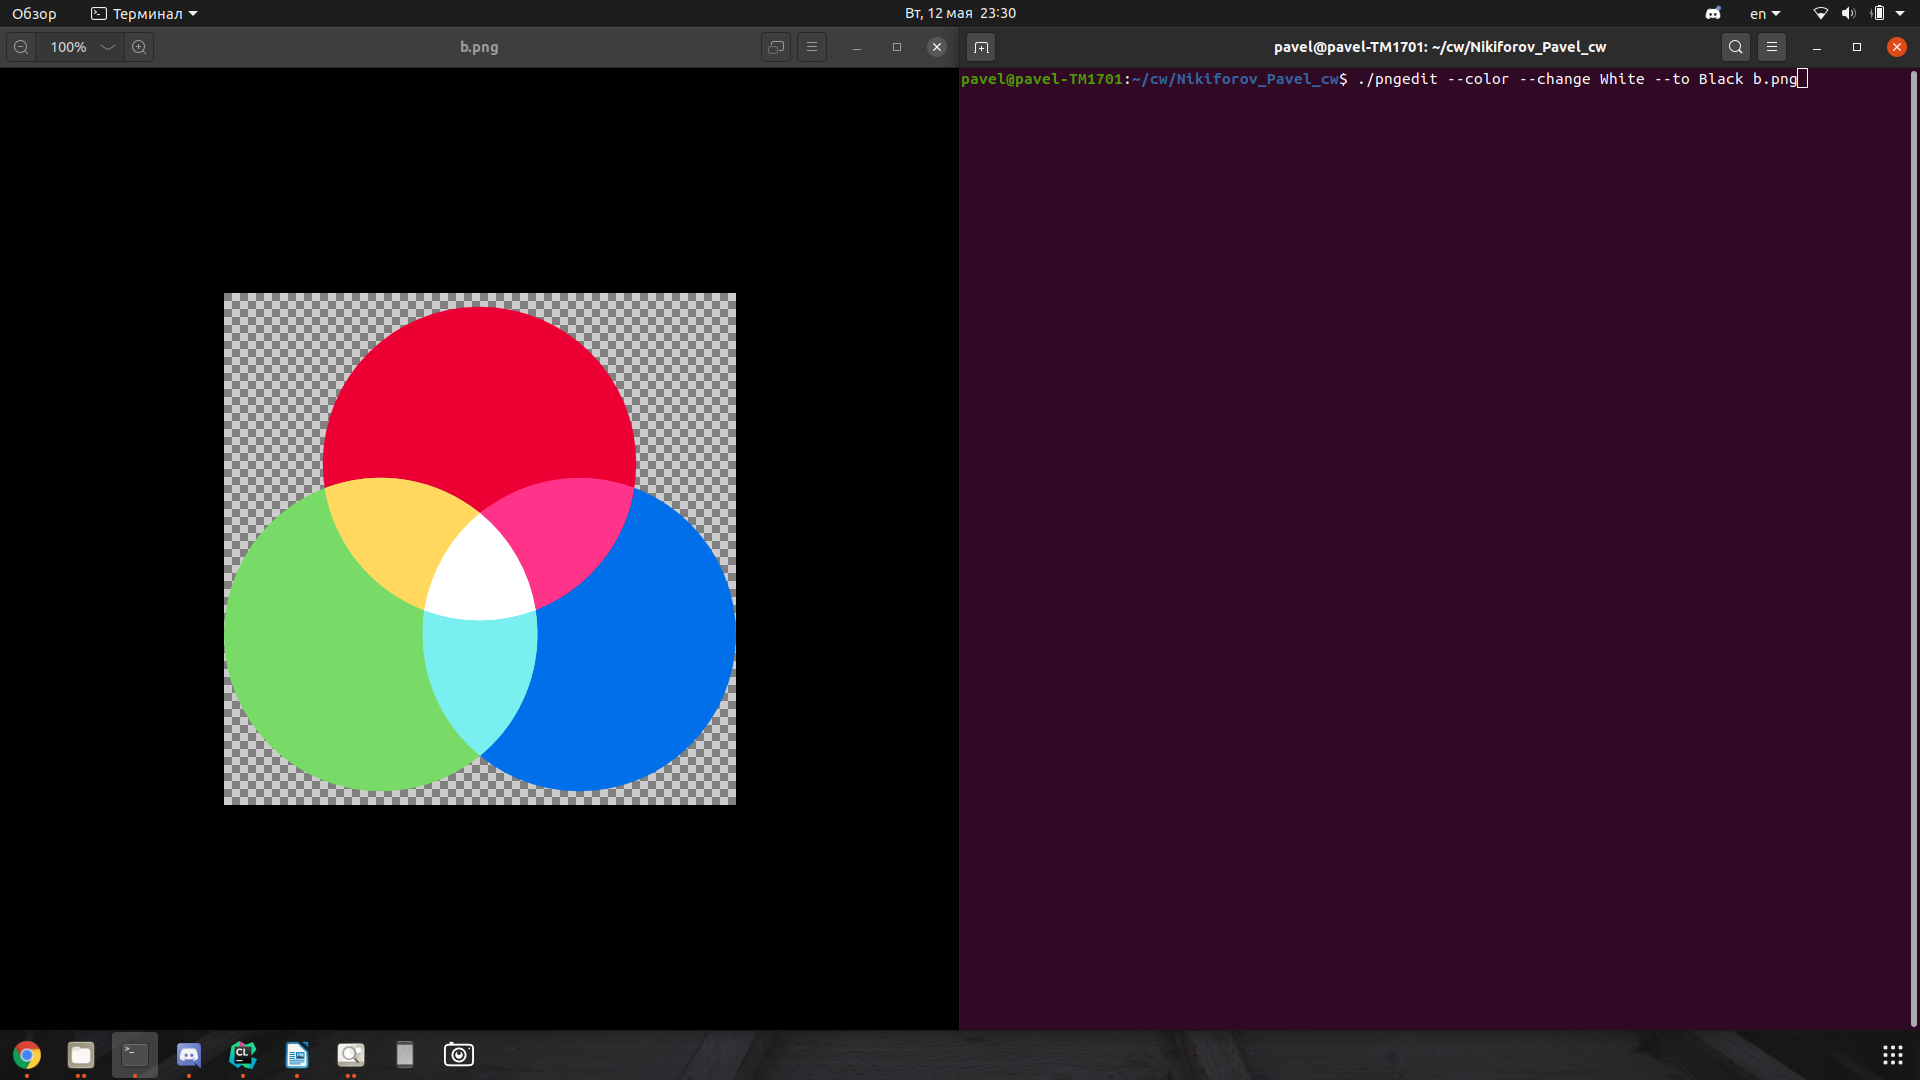 Обзор
Терминал
Вт, 12 мая 23:30
en
100%
b.png
pavel@pavel-TM1701: ~/cw/Nikiforov_Pavel_cw
pavel@pavel-TM1701:~/cw/Nikiforov_Pavel_cw$ ./pngedit --color --change White --to Black b.png
>_
CL